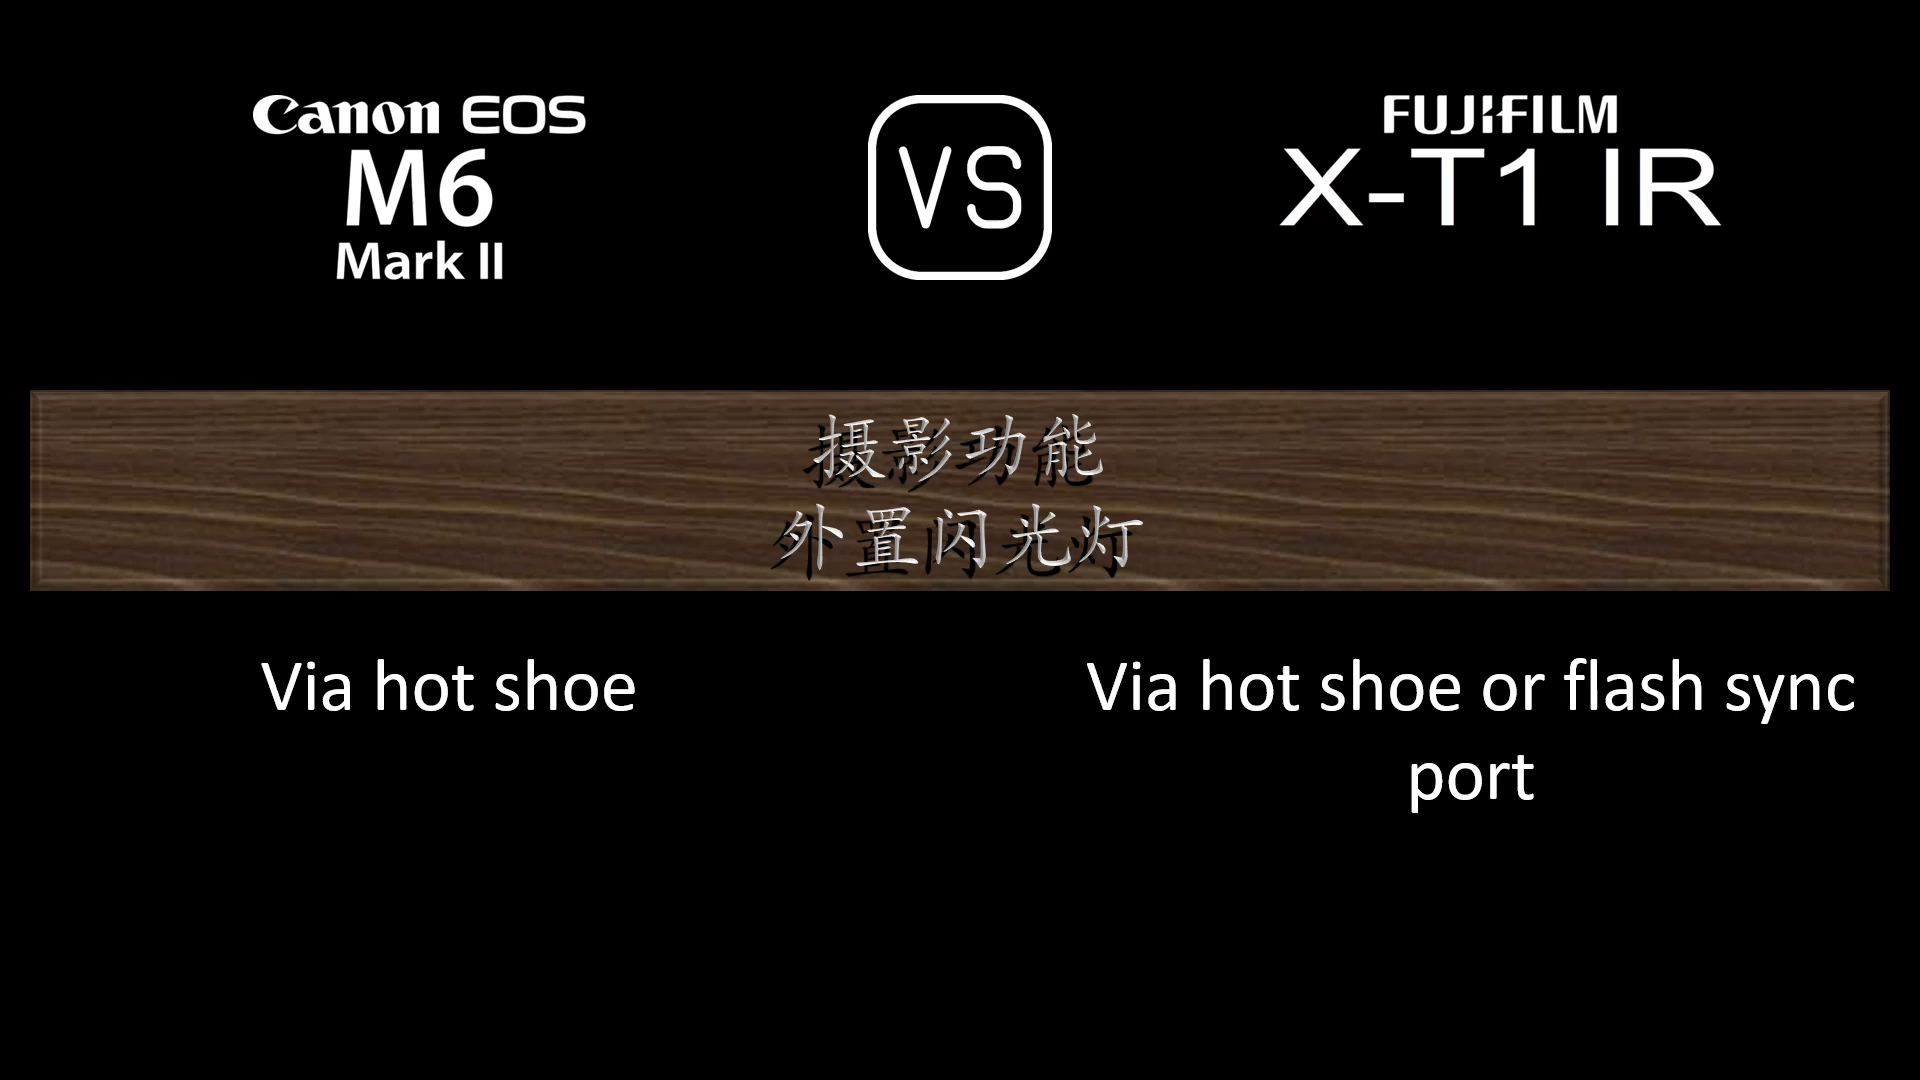 Canon EOS
M6
Mark II
VS
FUJIFILM
X-T1 IR
摄影功能
外置闪光灯
Via hot shoe
Via hot shoe or flash sync
port